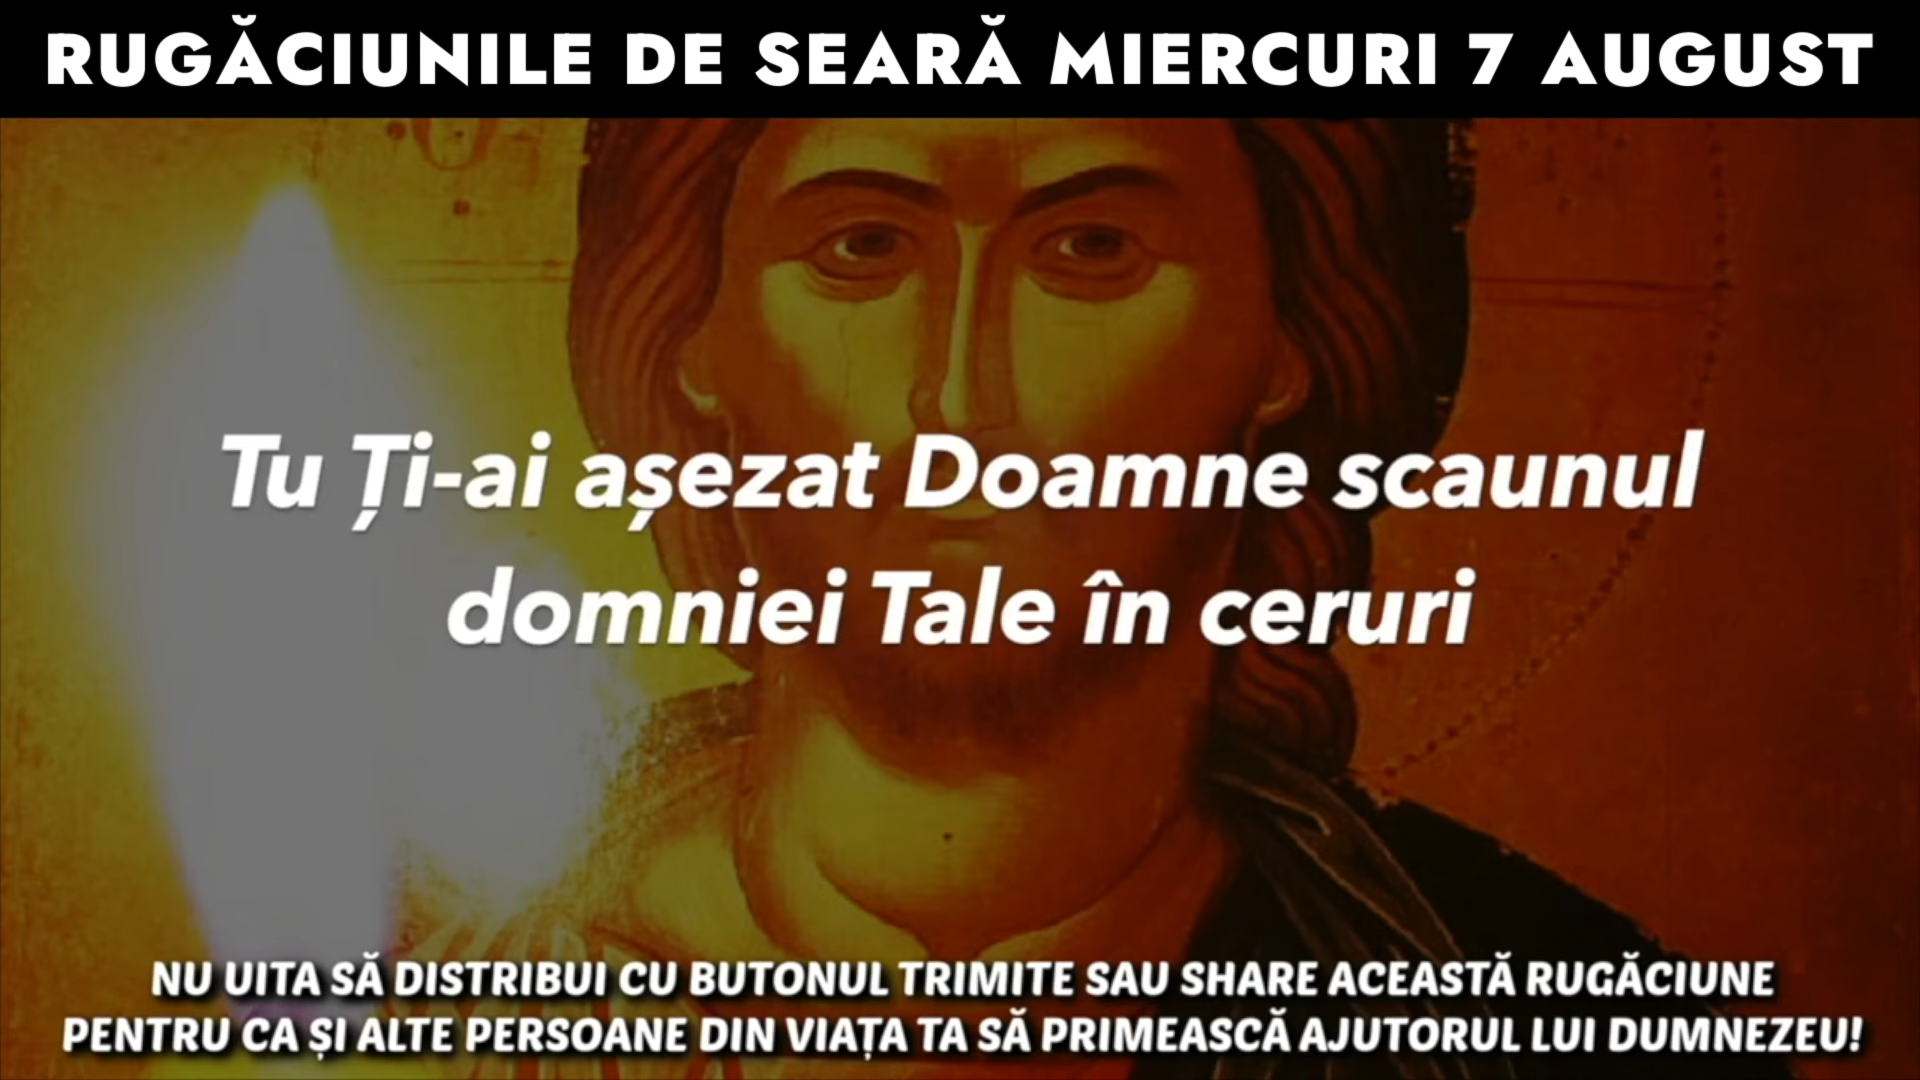 RUGĂCIUNILE DE SEARĂ MIERCURI 7 AUGUST
Tu Ți-ai așezat Doamne scaunul
domniei Tale în ceruri
NU UITA SĂ DISTRIBUI CU BUTONUL TRIMITE SAU SHARE ACEASTĂ RUGĂCIUNE
PENTRU CA ȘI ALTE PERSOANE DIN VIAȚA TA SĂ PRIMEASCĂ AJUTORUL LUI DUMNEZEU!